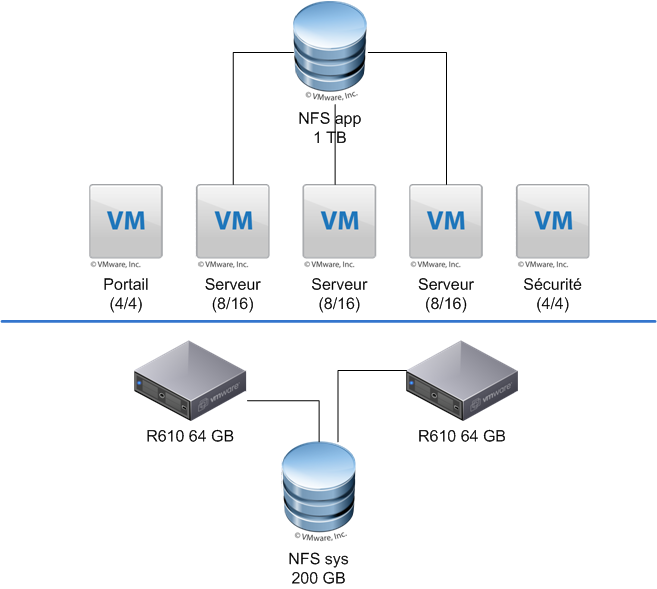 © VMware, Inc.
NFS app
1 TB
VM
VM
VM
VM
VM
© VMware, Inc.
© VMware, Inc.
© VMware, Inc.
© VMware, Inc.
© VMware, Inc.
Portail
(4/4)
Serveur
(8/16)
Serveur
(8/16)
Serveur
(8/16)
Sécurité
(4/4)
vmware
vmware
R610 64 GB
R610 64 GB
© VMware, Inc.
NFS sys
200 GB